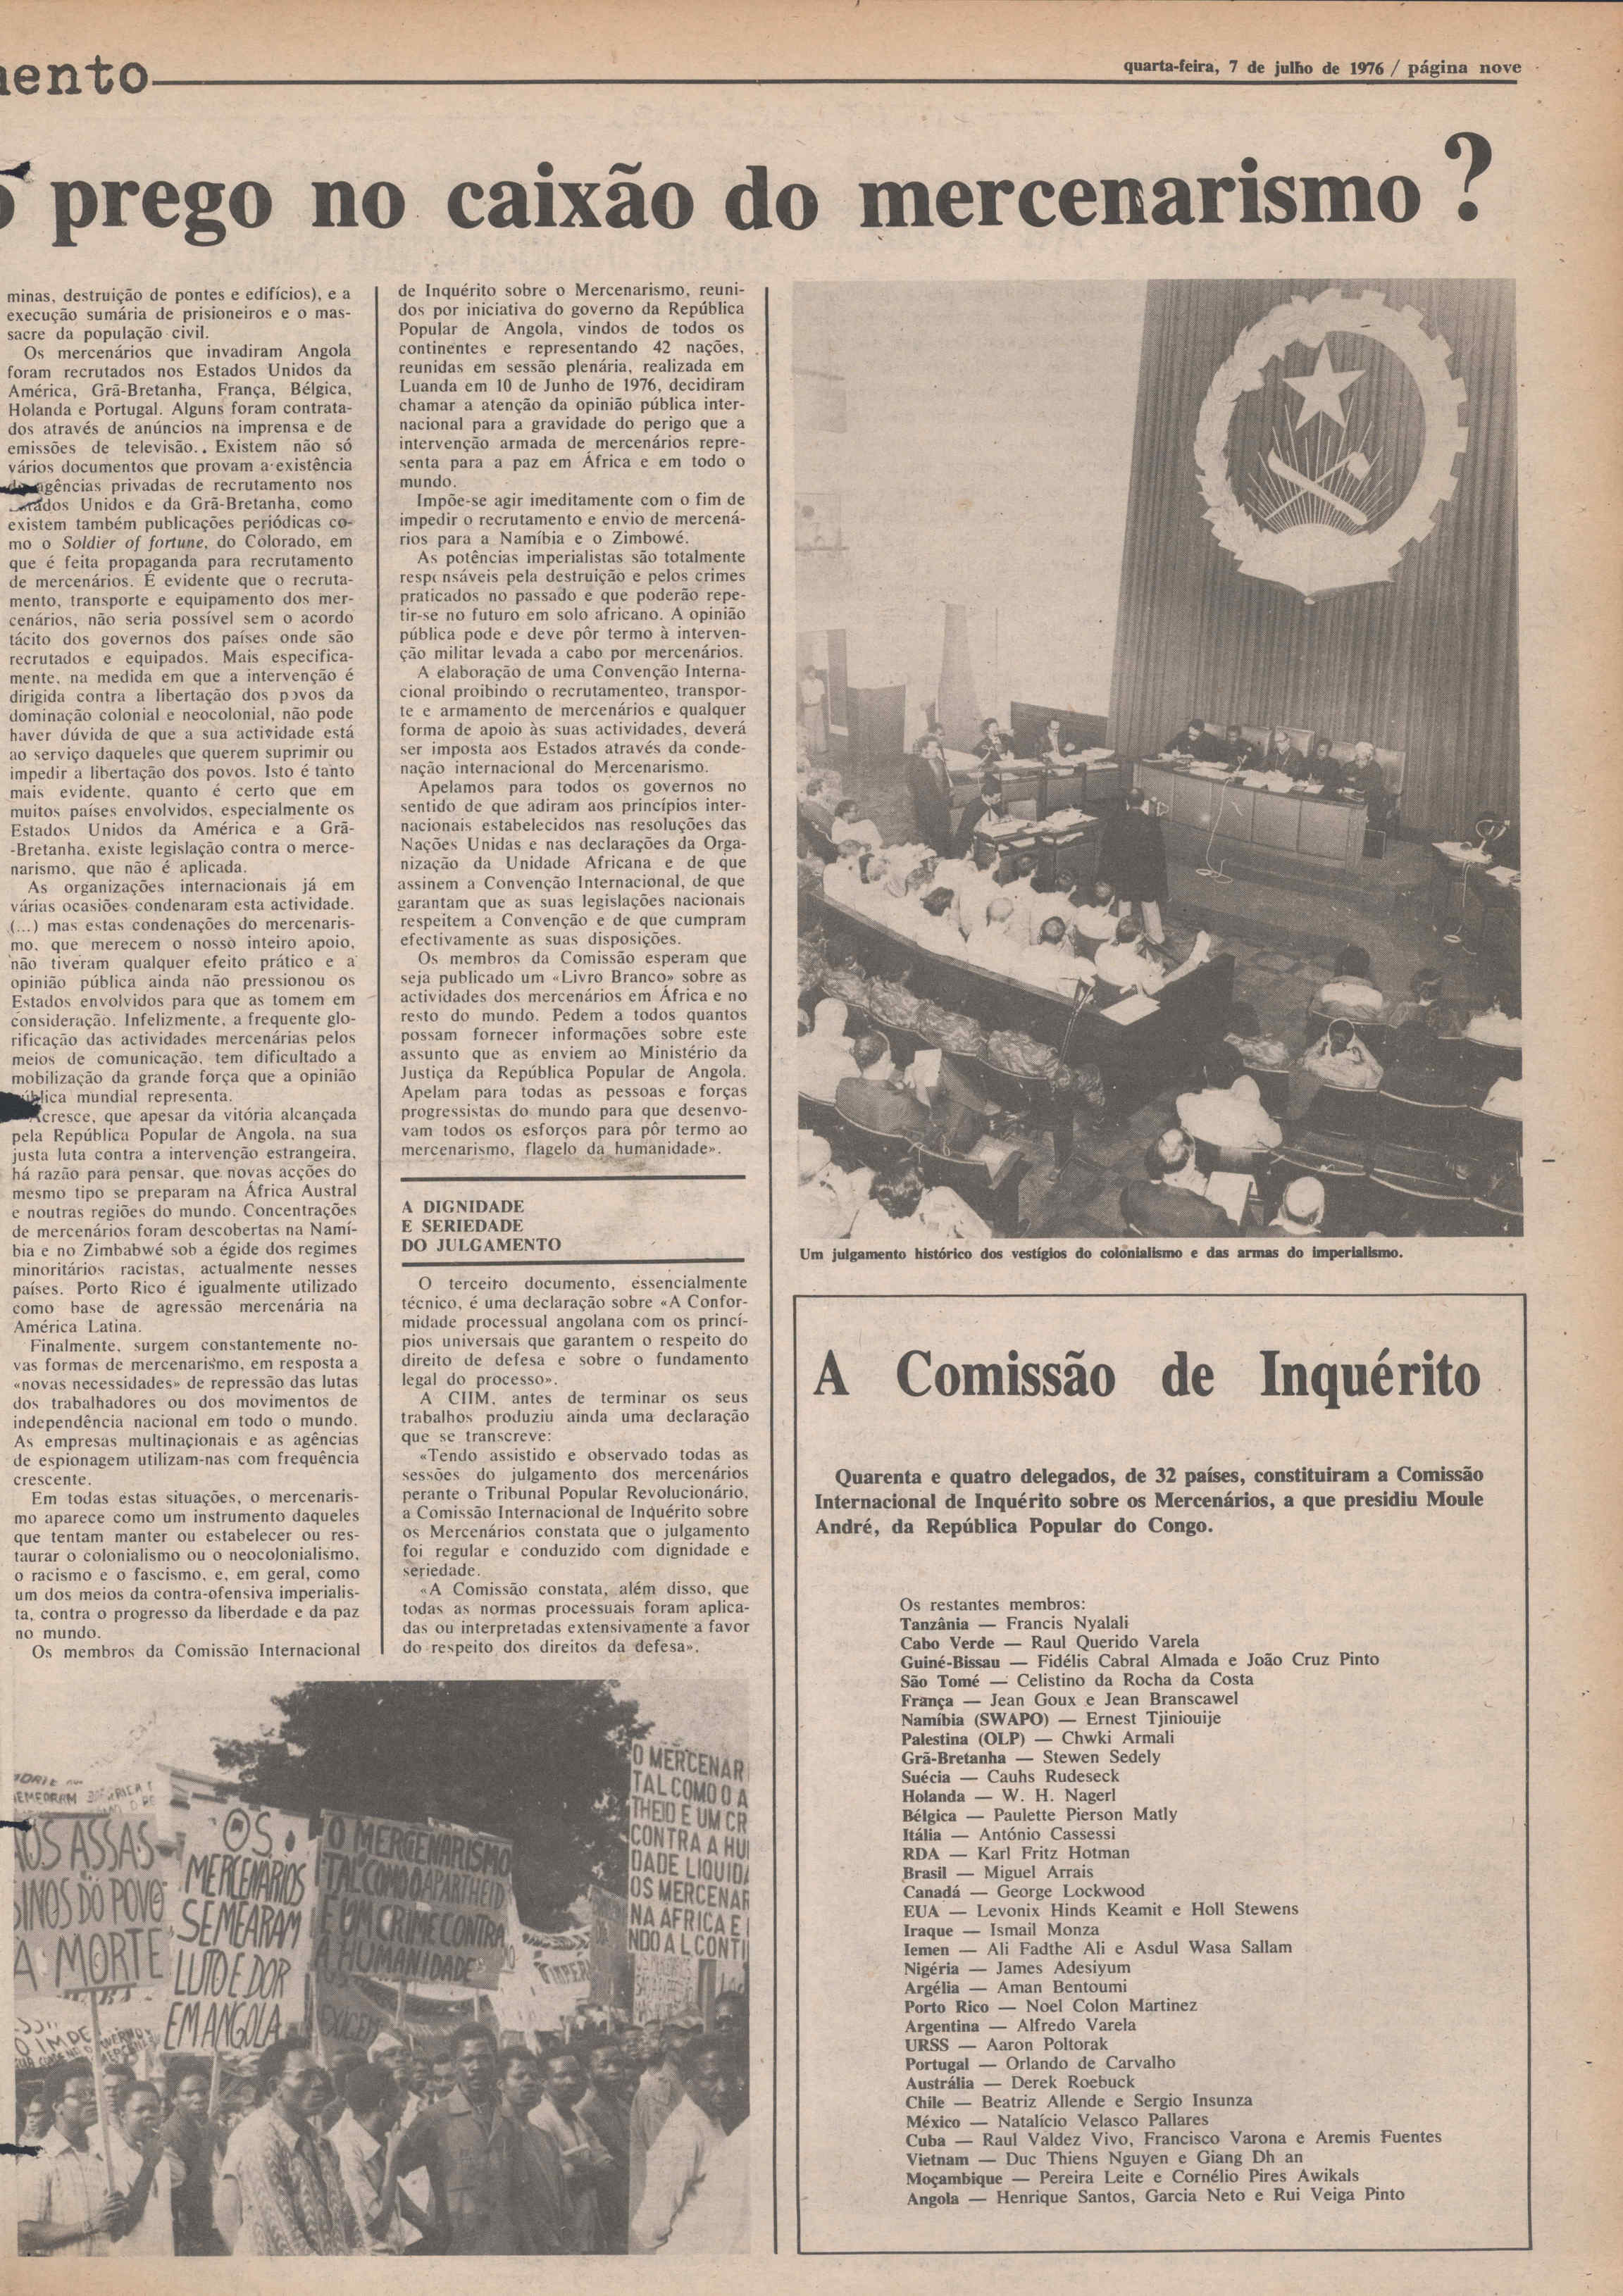 mento
quarta-feira, 7 de julho de 1976 / página nove
prego no caixão do mercenarismo ?
minas, destruição de pontes e edifícios), e a
execução sumária de prisioneiros e o mas-
sacre da população civil.
Os mercenários que invadiram Angola
foram recrutados nos Estados Unidos da
América, Grã-Bretanha, França, Bélgica,
Holanda e Portugal. Alguns foram contrata-
dos através de anúncios na imprensa e de
emissões de televisão.. Existem não só
vários documentos que provam a existência
agências privadas de recrutamento nos
Unidos e da Grã-Bretanha, como
existem também publicações periódicas co-
mo o Soldier of fortune, do Colorado, em
que é feita propaganda para recrutamento
de mercenários. É evidente que o recruta-
mento, transporte e equipamento dos mer-
cenários, não seria possível sem o acordo
tácito dos governos dos países onde são
recrutados e equipados. Mais especifica-
mente, na medida em que a intervenção é
dirigida contra a libertação dos povos da
dominação colonial e neocolonial, não pode
haver dúvida de que a sua actividade está
ao serviço daqueles que querem suprimir ou
impedir a libertação dos povos. Isto é tanto
mais evidente, quanto é certo que em
muitos países envolvidos, especialmente os
Estados Unidos da América e a Grã-
-Bretanha, existe legislação contra o merce-
narismo, que não é aplicada.
As organizações internacionais já em
várias ocasiões condenaram esta actividade.
(...) mas estas condenações do mercenaris-
mo, que merecem o nosso inteiro apoio,
não tiveram qualquer efeito prático e a
opinião pública ainda não pressionou os
Estados envolvidos para que as tomem em
consideração. Infelizmente, a frequente glo-
rificação das actividades mercenárias pelos
meios de comunicação, tem dificultado a
mobilização da grande força que a opinião
pública mundial representa.
Acresce, que apesar da vitória alcançada
pela República Popular de Angola, na sua
justa luta contra a intervenção estrangeira,
há razão para pensar, que novas acções do
mesmo tipo se preparam na África Austral
e noutras regiões do mundo. Concentrações
de mercenários foram descobertas na Namí-
bia e no Zimbabwé sob a égide dos regimes
minoritários racistas, actualmente nesses
países. Porto Rico é igualmente utilizado
como base de agressão mercenária na
América Latina.
Finalmente, surgem constantemente no-
vas formas de mercenarismo, em resposta a
«novas necessidades» de repressão das lutas
dos trabalhadores ou dos movimentos de
independência nacional em todo o mundo.
As empresas multinacionais e as agências
de espionagem utilizam-nas com frequência
crescente.
Em todas estas situações, o mercenaris-
mo aparece como um instrumento daqueles
que tentam manter ou estabelecer ou res-
taurar o colonialismo ou o neocolonialismo,
o racismo e o fascismo, e, em geral, como
um dos meios da contra-ofensiva imperialis-
ta, contra o progresso da liberdade e da paz
no mundo.
Os membros da Comissão Internacional
de Inquérito sobre o Mercenarismo, reuni-
dos por iniciativa do governo da República
Popular de Angola, vindos de todos os
continentes e representando 42 nações,
reunidas em sessão plenária, realizada em
Luanda em 10 de Junho de 1976, decidiram
chamar a atenção da opinião pública inter-
nacional para a gravidade do perigo que a
intervenção armada de mercenários repre-
senta para a paz em África e em todo o
mundo.
Impõe-se agir imeditamente com o fim de
impedir o recrutamento e envio de mercená-
rios para a Namíbia e o Zimbowé.
As potências imperialistas são totalmente
responsáveis pela destruição e pelos crimes
praticados no passado e que poderão repe-
tir-se no futuro em solo africano. A opinião
pública pode e deve pôr termo à interven-
ção militar levada a cabo por mercenários.
A elaboração de uma Convenção Interna-
cional proibindo o recrutamenteo, transpor-
te e armamento de mercenários e qualquer
forma de apoio às suas actividades, deverá
ser imposta aos Estados através da conde-
nação internacional do Mercenarismo.
Apelamos para todos os governos no
sentido de que adiram aos princípios inter-
nacionais estabelecidos nas resoluções das
Nações Unidas e nas declarações da Orga-
nização da Unidade Africana e de que
assinem a Convenção Internacional, de que
garantam que as suas legislações nacionais
respeitem a Convenção e de que cumpram
efectivamente as suas disposições.
Os membros da Comissão esperam que
seja publicado um «Livro Branco» sobre as
actividades dos mercenários em África e no
resto do mundo. Pedem a todos quantos
possam fornecer informações sobre este
assunto que as enviem ao Ministério da
Justiça da República Popular de Angola.
Apelam para todas as pessoas e forças
progressistas do mundo para que desenvo-
vam todos os esforços para pôr termo ao
mercenarismo, flagelo da humanidade».
A DIGNIDADE
E SERIEDADE
DO JULGAMENTO
O terceiro documento, essencialmente
técnico, é uma declaração sobre «A Confor-
midade processual angolana com os princí-
pios universais que garantem o respeito do
direito de defesa e sobre o fundamento
legal do processo».
A CIIM, antes de terminar os seus
trabalhos produziu ainda uma declaração
que se transcreve:
«Tendo assistido e observado todas as
sessões do julgamento dos mercenários
perante o Tribunal Popular Revolucionário,
a Comissão Internacional de Inquérito sobre
os Mercenários constata que o julgamento
foi regular e conduzido com dignidade e
seriedade.
«A Comissão constata, além disso, que
todas as normas processuais foram aplica-
das ou interpretadas extensivamente a favor
do respeito dos direitos da defesa».
Um julgamento histórico dos vestígios do colonialismo e das armas do imperialismo.
A Comissão de Inquérito
Quarenta e quatro delegados, de 32 países, constituiram a Comissão
Internacional de Inquérito sobre os Mercenários, a que presidiu Moule
André, da República Popular do Congo.
Os restantes membros:
Tanzânia — Francis Nyalali
Cabo Verde — Raul Querido Varela
Guiné-Bissau — Fidélis Cabral Almada e João Cruz Pinto
São Tomé — Celistino da Rocha da Costa
França — Jean Goux e Jean Branscawel
Namíbia (SWAPO) — Ernest Tjiniouije
Palestina (OLP) — Chwki Armali
Grã-Bretanha — Stewen Sedely
Suécia — Cauhs Rudeseck
Holanda — W. H. Nagerl
Bélgica — Paulette Pierson Matly
Itália — António Cassessi
RDA — Karl Fritz Hotman
Brasil — Miguel Arrais
Canadá — George Lockwood
EUA — Levonix Hinds Keamit e Holl Stewens
Iraque — Ismail Monza
Iemen — Ali Fadthe Ali e Asdul Wasa Sallam
Nigéria — James Adesiyum
Argélia — Aman Bentoumi
Porto Rico — Noel Colon Martinez
Argentina — Alfredo Varela
URSS — Aaron Poltorak
Portugal — Orlando de Carvalho
Austrália — Derek Roebuck
Chile — Beatriz Allende e Sergio Insunza
México — Natalício Velasco Pallares
Cuba — Raul Valdez Vivo, Francisco Varona e Aremis Fuentes
Vietnam — Duc Thiens Nguyen e Giang Dh an
Moçambique — Pereira Leite e Cornélio Pires Awikals
Angola — Henrique Santos, Garcia Neto e Rui Veiga Pinto
AOS ASSAS-
SINOS DO POVO
A MORTE
OS
MERCENÁRIOS
SEMEARAM
LUTO E DOR
EM ANGOLA
O MERCENARISMO
TAL COMO O APARTHEID
É UM CRIME CONTRA
A HUMANIDADE
O MERCENAR
TAL COMO O A
THEID E UM CR
CONTRA A HU
DADE LIQUIDA
OS MERCENAR
NA AFRICA E
NDO A L CONTI